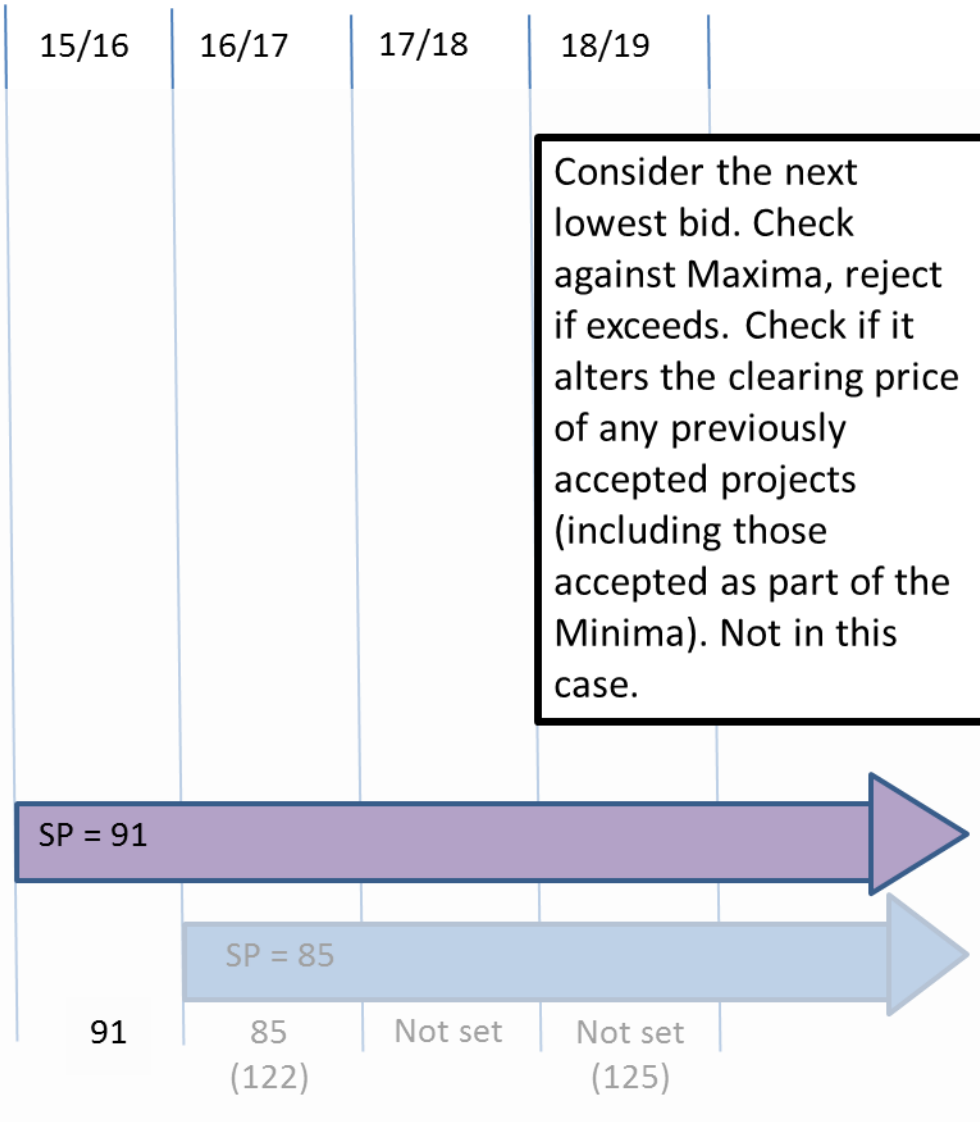 15/16 16/17 17/18 18/19
Consider the next
lowest bid. Check
against Maxima, reject
if exceeds. Check if it
alters the clearing price
of any previously
accepted projects
(including those
accepted as part of the
Minima). Not in this
case.
SP = 91
SP = 85
91 85 Not set Not set
(122) (125)